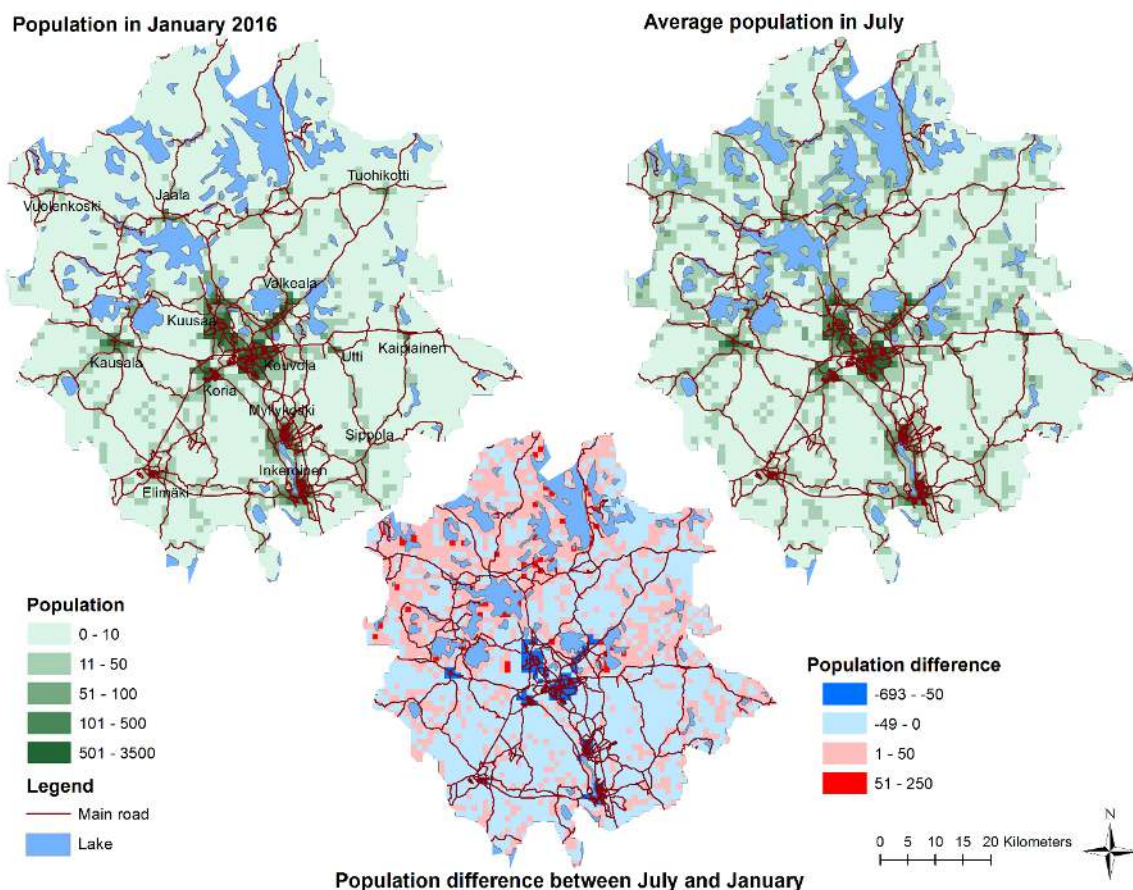 Population in January 2016
Average population in July
Tuohikotti
Jaala
Vuolenkoski
Valkeala
Kuusaa
Kausala
Kouvola
Utti
Kaipiainen
Koria
Myllykoski
Sippola
Inkeroinen
Elimäki
Population
0 - 10
11 - 50
51 - 100
101 - 500
501 - 3500
Legend
Main road
Lake
Population difference
-693 - -50
-49 - 0
1 - 50
51 - 250
N
0 5 10 15 20 Kilometers
Population difference between July and January